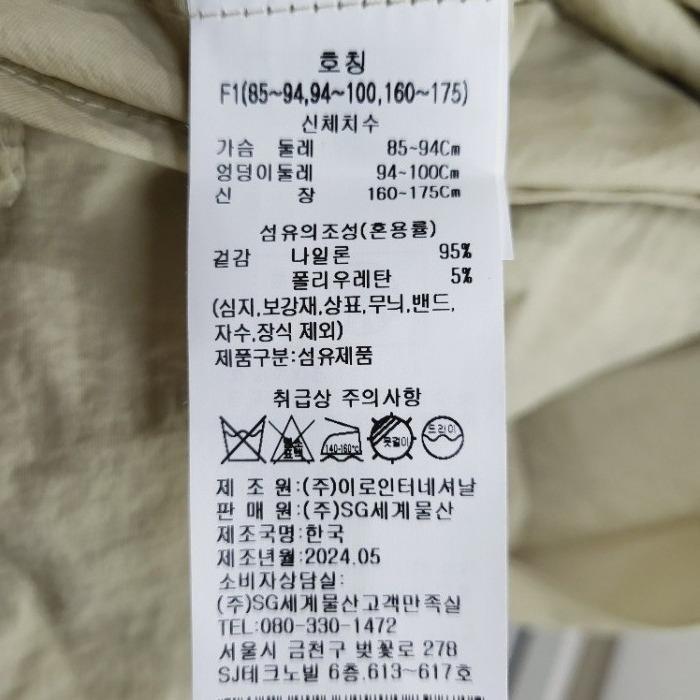 호칭
F1(85~94,94~100,160~175)
신체치수
가슴 둘레 85~94Cm
엉덩이둘레 94~100Cm
신 장 160~175Cm
섬유의조성(혼용률)
겉감 나일론 95%
폴리우레탄 5%
(심지,보강재,상표,무늬,밴드,
자수,장식 제외)
제품구분:섬유제품
취급상 주의사항
염소 표백 140~160℃ 옷걸이 드라이
제 조 원:(주)이로인터네셔날
판 매 원:(주)SG세계물산
제조국명:한국
제조년월:2024.05
소비자상담실:
(주)SG세계물산고객만족실
TEL:080-330-1472
서울시 금천구 벚꽃로 278
SJ테크노빌 6층,613~617호